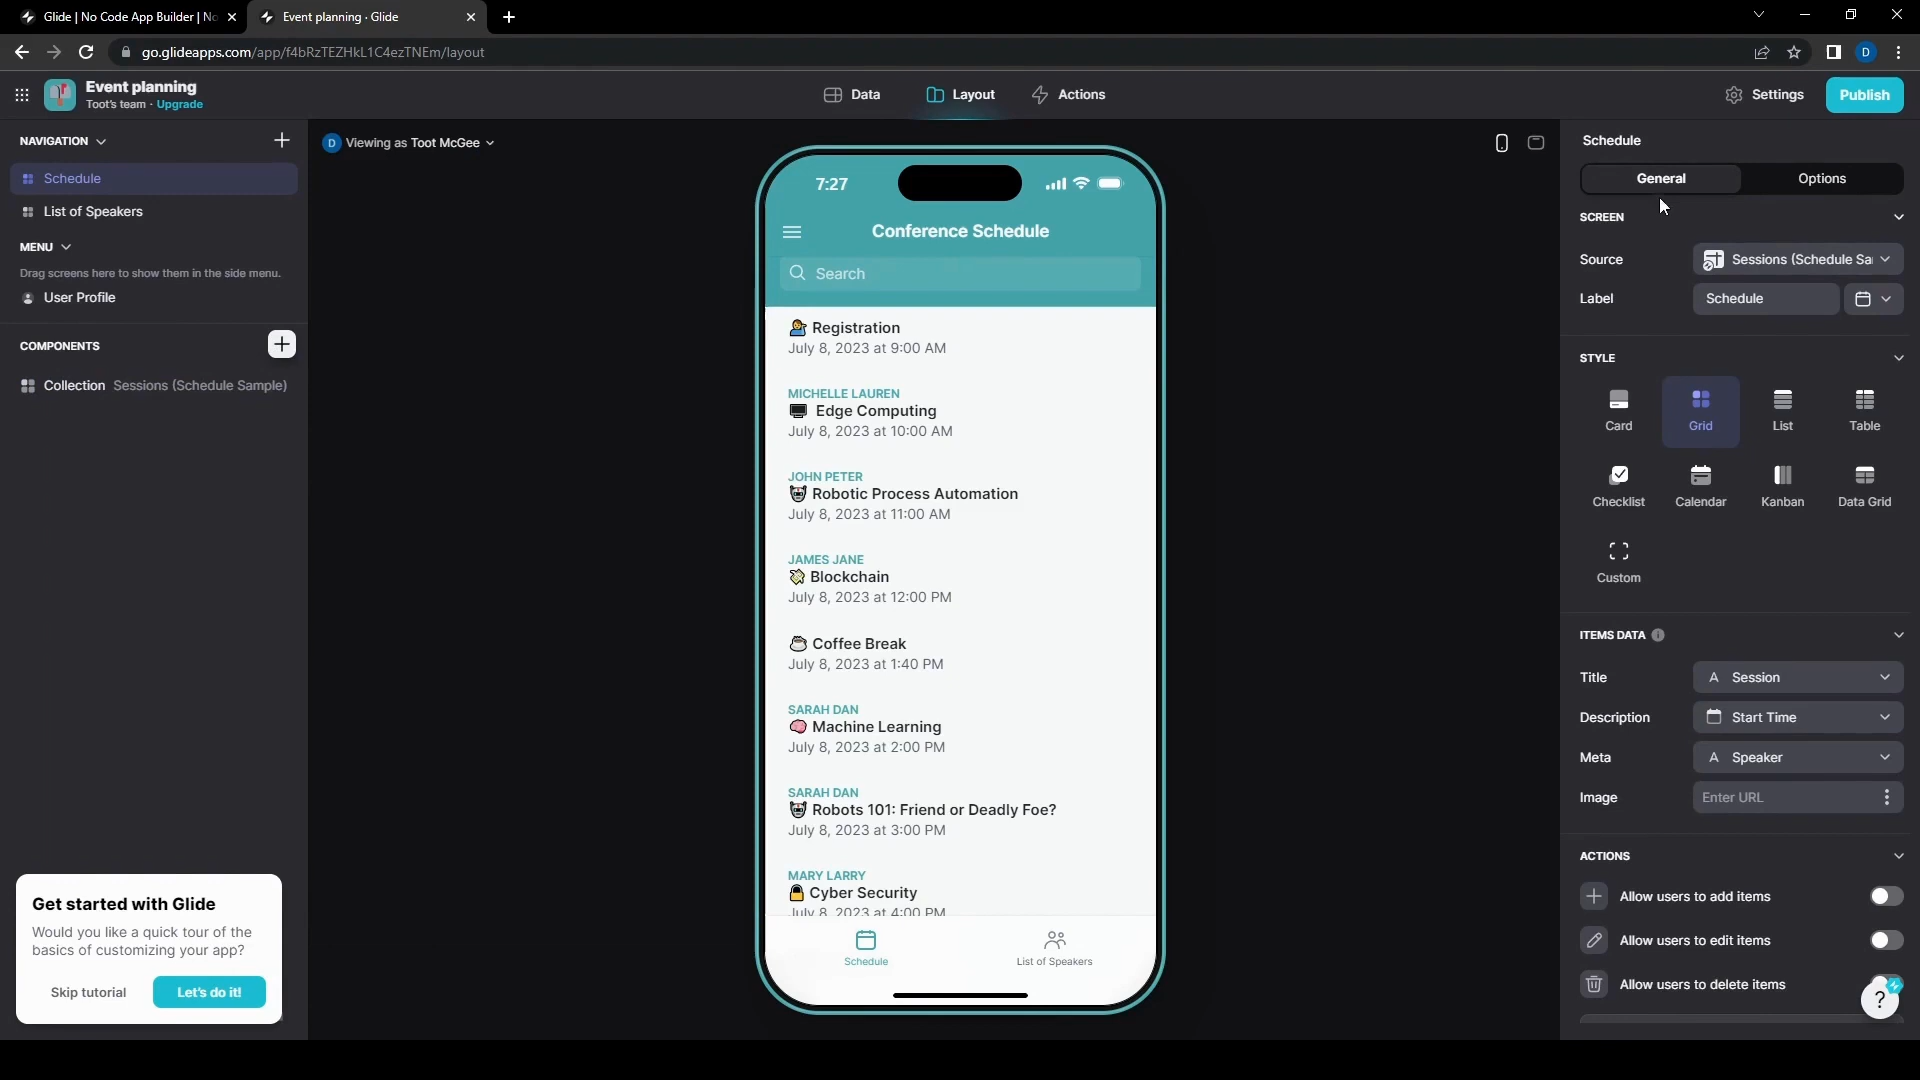 Glide | No Code App Builder | No
Event planning · Glide
go.glideapps.com/app/f4bRzTEZHkL1C4ezTNEm/layout
D
Event planning
Toot's team · Upgrade
Data
Layout
Actions
Settings
Publish
NAVIGATION
Schedule
List of Speakers
MENU
Drag screens here to show them in the side menu.
User Profile
COMPONENTS
Collection Sessions (Schedule Sample)
Get started with Glide
Would you like a quick tour of the
basics of customizing your app?
Skip tutorial
Let's do it!
D Viewing as Toot McGee
7:27
Conference Schedule
Search
Registration
July 8, 2023 at 9:00 AM
MICHELLE LAUREN
Edge Computing
July 8, 2023 at 10:00 AM
JOHN PETER
Robotic Process Automation
July 8, 2023 at 11:00 AM
JAMES JANE
Blockchain
July 8, 2023 at 12:00 PM
Coffee Break
July 8, 2023 at 1:40 PM
SARAH DAN
Machine Learning
July 8, 2023 at 2:00 PM
SARAH DAN
Robots 101: Friend or Deadly Foe?
July 8, 2023 at 3:00 PM
MARY LARRY
Cyber Security
July 8, 2023 at 4:00 PM
Schedule
List of Speakers
Schedule
General
Options
SCREEN
Source
Sessions (Schedule Sa
Label
Schedule
STYLE
Card
Grid
List
Table
Checklist
Calendar
Kanban
Data Grid
Custom
ITEMS DATA
Title
A Session
Description
Start Time
Meta
A Speaker
Image
Enter URL
ACTIONS
Allow users to add items
Allow users to edit items
Allow users to delete items
?